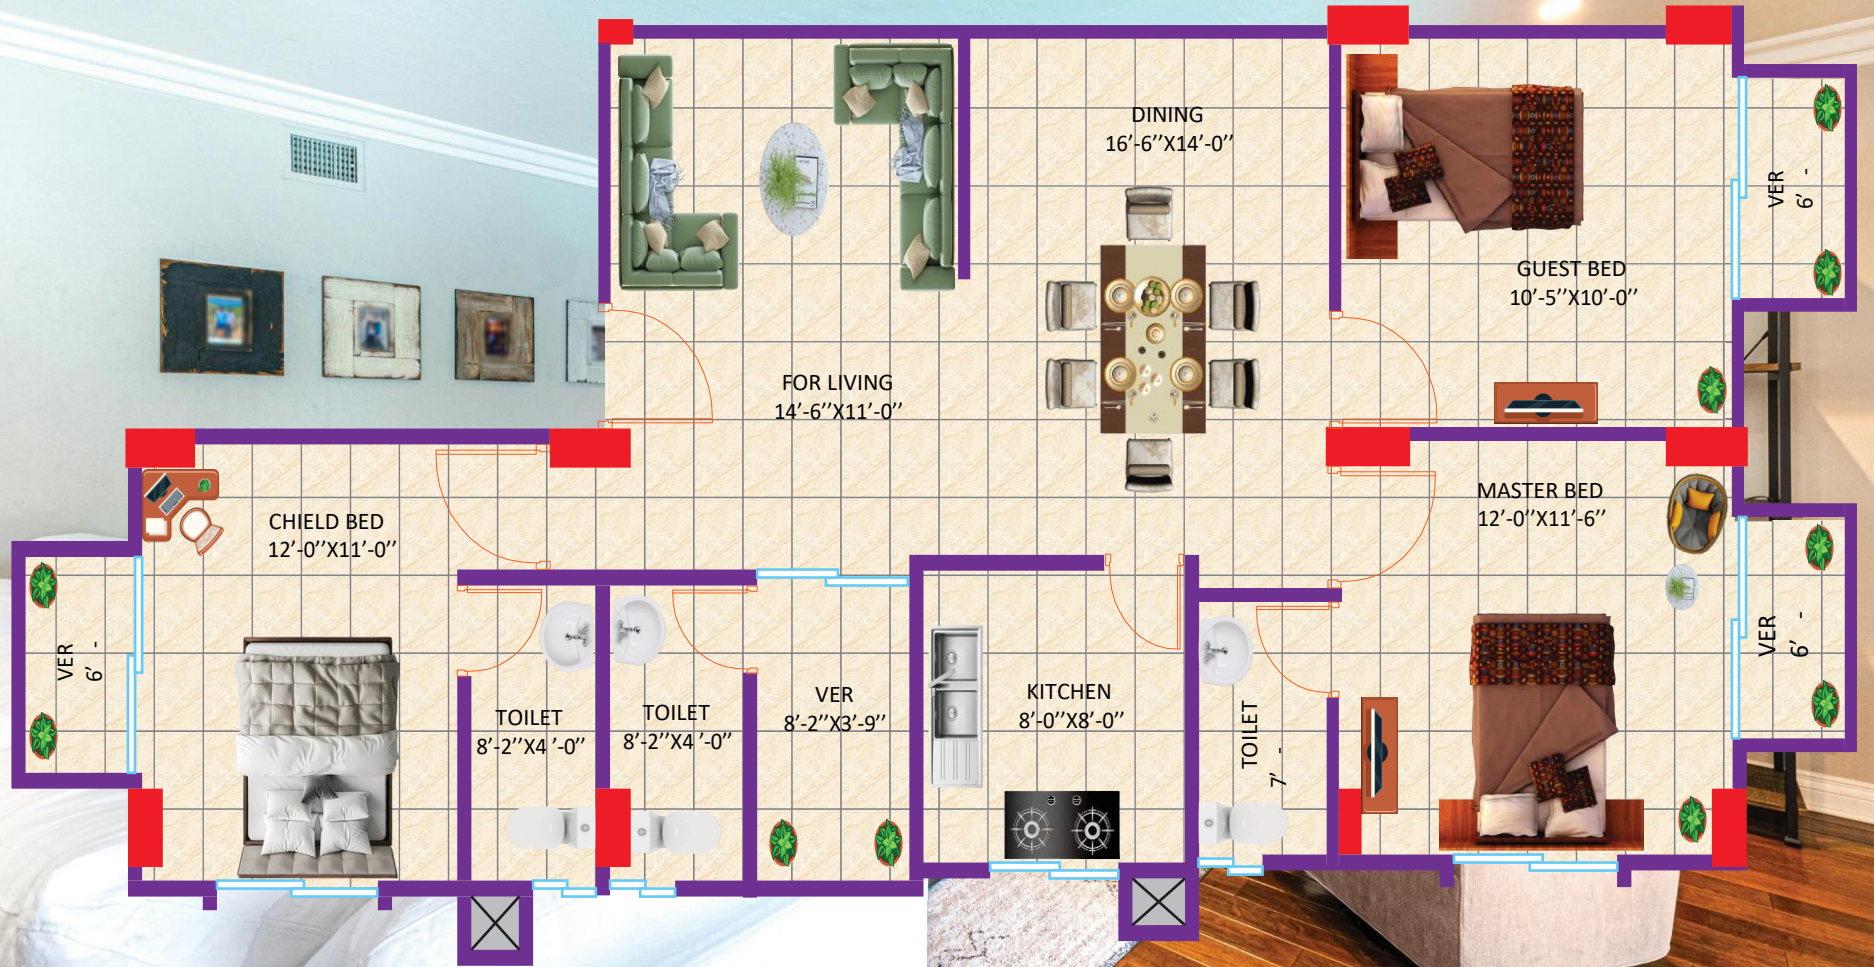 DINING
16'-6''X14'-0''
VER
6' -
GUEST BED
10'-5''X10'-0''
FOR LIVING
14'-6''X11'-0''
CHIELD BED
12'-0''X11'-0''
MASTER BED
12'-0''X11'-6''
VER
6' -
VER
6' -
TOILET
8'-2''X4 '-0''
TOILET
8'-2''X4 '-0''
VER
8'-2''X3'-9''
KITCHEN
8'-0''X8'-0''
TOILET
7' -